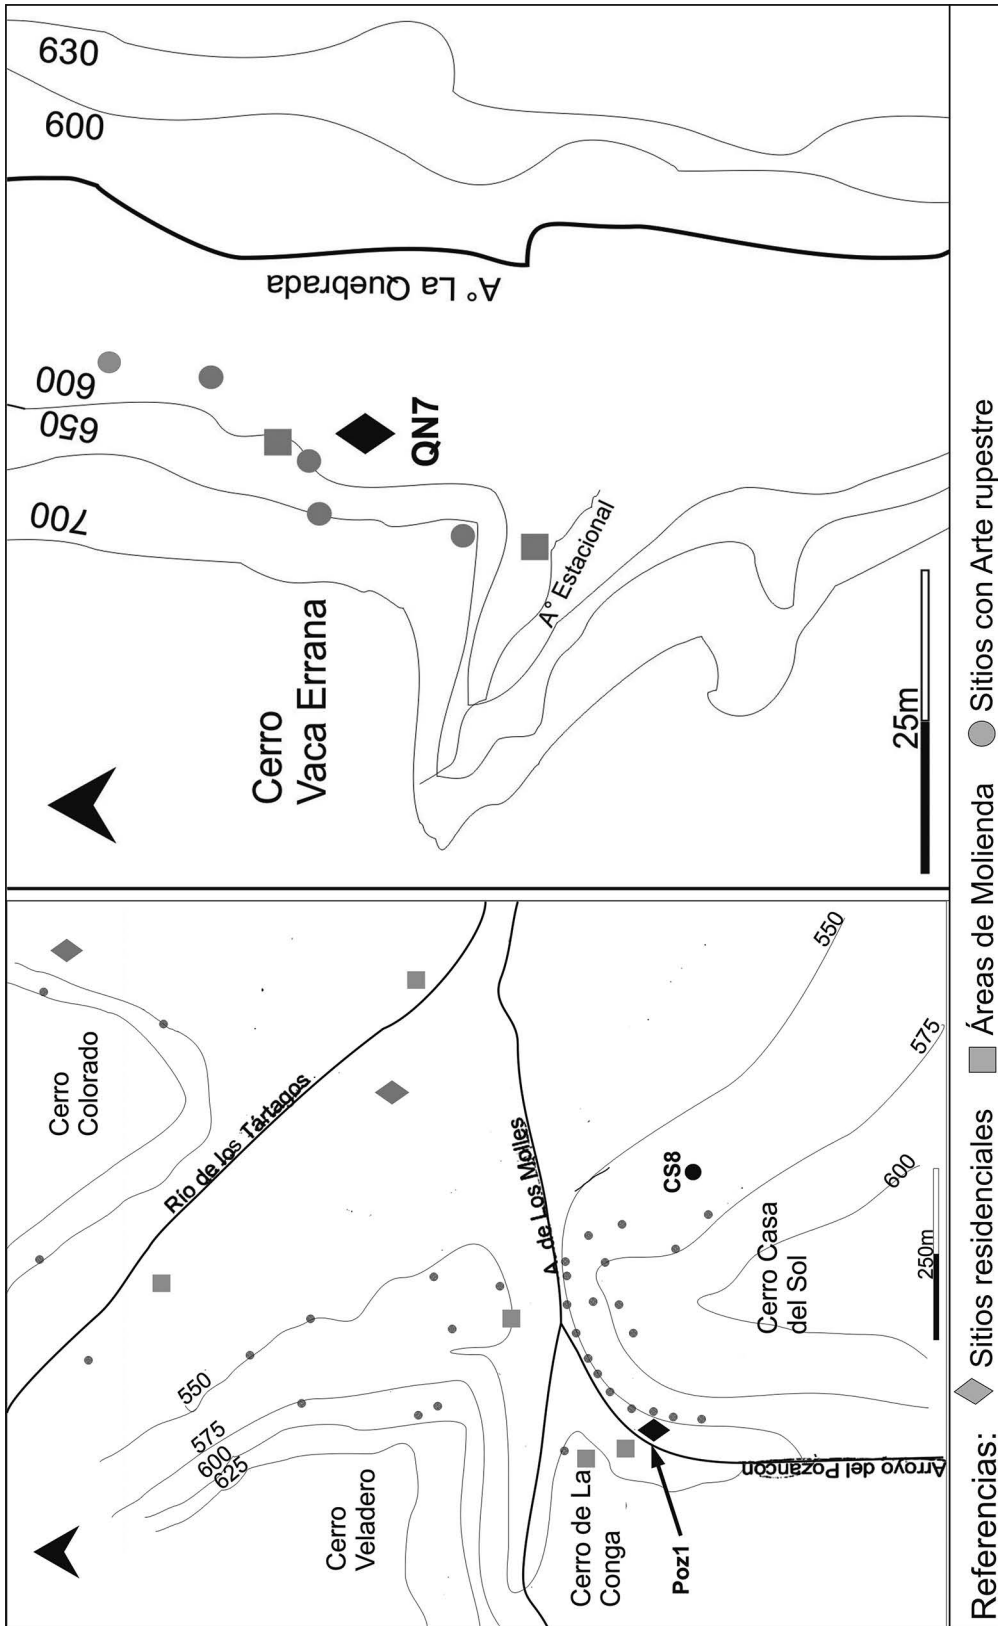 Cerro
Colorado
Río de los Tártagos
A. de Los Molles
550
575
600
625
Cerro
Veladero
Cerro de La
Conga
Poz1
Arroyo del Pozancón
CS8
Cerro Casa
del Sol
550
575
600
250m
630
600
A° La Quebrada
600
650
700
QN7
Cerro
Vaca Errana
A° Estacional
25m
Referencias: Sitios residenciales Áreas de Molienda Sitios con Arte rupestre